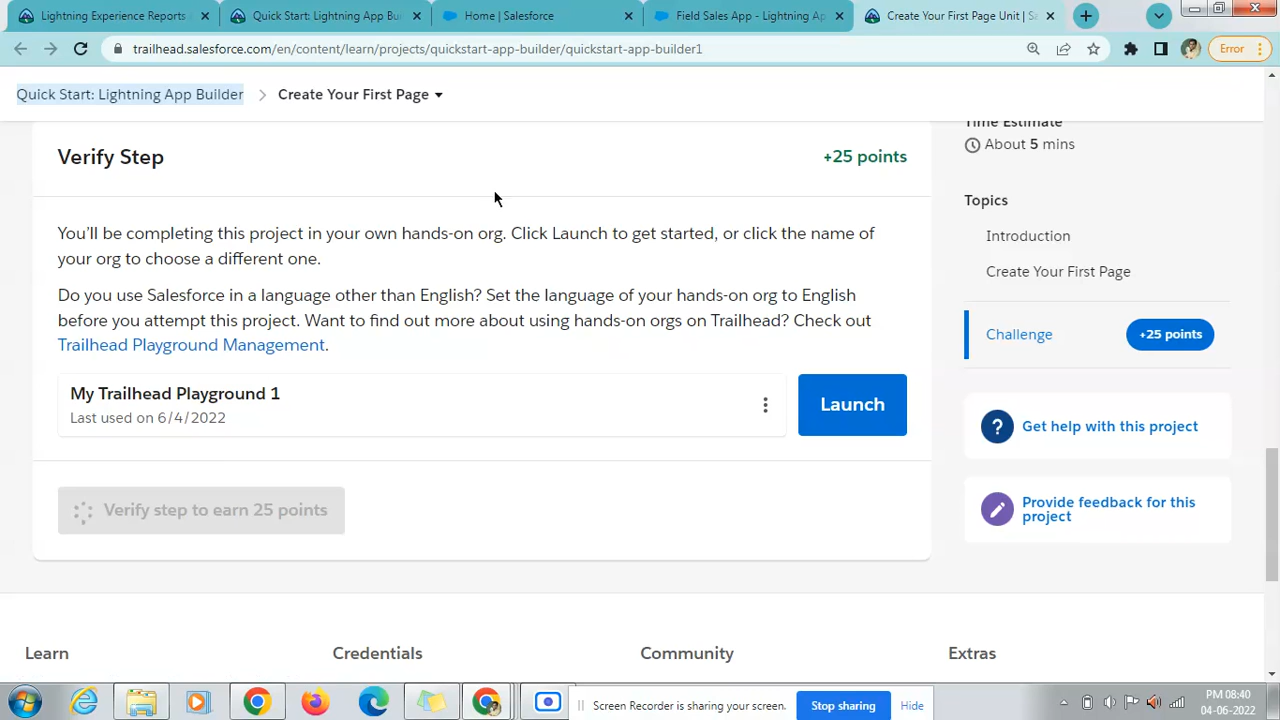 Lightning Experience Reports
Quick Start: Lightning App Bu
Home | Salesforce
Field Sales App - Lightning Ap
Create Your First Page Unit | Sa
trailhead.salesforce.com/en/content/learn/projects/quickstart-app-builder/quickstart-app-builder1
Error
Quick Start: Lightning App Builder
Create Your First Page
Verify Step
+25 points
You'll be completing this project in your own hands-on org. Click Launch to get started, or click the name of
your org to choose a different one.
Do you use Salesforce in a language other than English? Set the language of your hands-on org to English
before you attempt this project. Want to find out more about using hands-on orgs on Trailhead? Check out
Trailhead Playground Management.
My Trailhead Playground 1
Last used on 6/4/2022
Launch
Verify step to earn 25 points
Time Estimate
About 5 mins
Topics
Introduction
Create Your First Page
Challenge
+25 points
Get help with this project
Provide feedback for this
project
Learn
Credentials
Community
Extras
Screen Recorder is sharing your screen.
Stop sharing
Hide
PM 08:40
04-06-2022